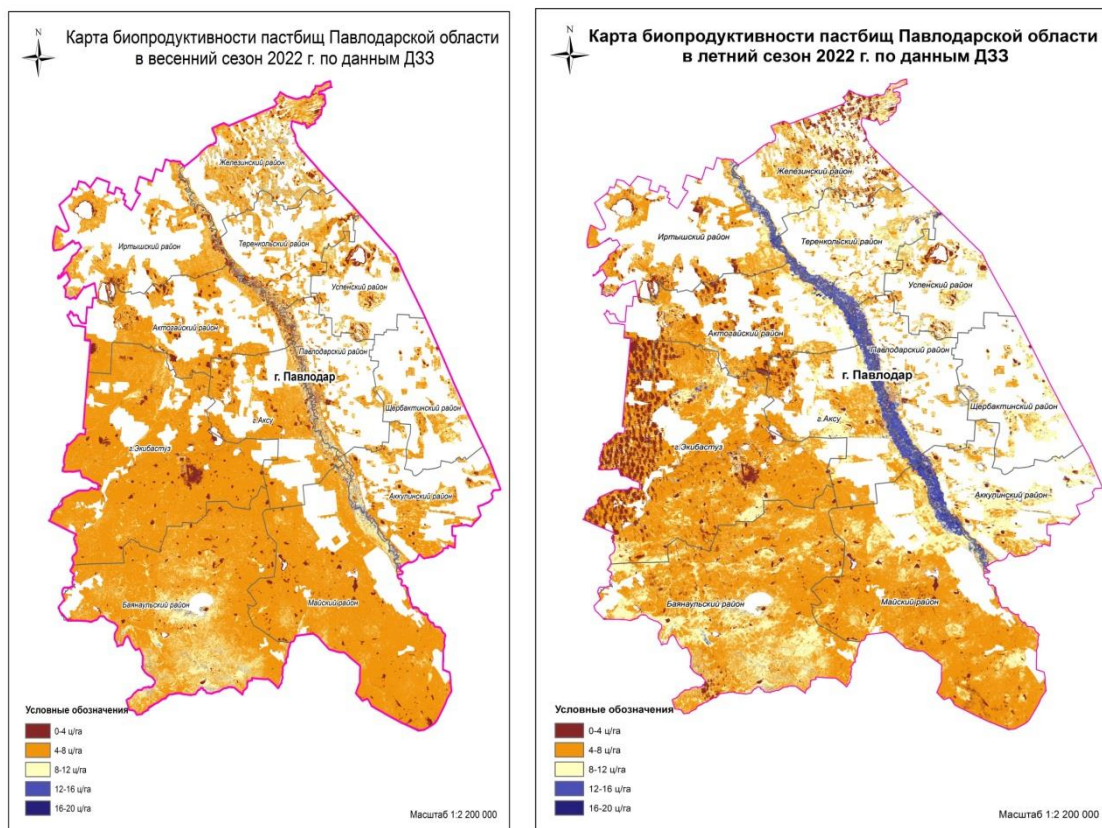 N
Карта биопродуктивности пастбищ Павлодарской области
в весенний сезон 2022 г. по данным ДЗЗ
Железинский район
Иртышский район
Теренкольский район
Успенский район
Актогайский район
Павлодарский район
г. Павлодар
Щербактинский район
г.Аксу
г.Экибастуз
Аккулинский район
Баянаульский район
Майский район
Условные обозначения
0-4 ц/га
4-8 ц/га
8-12 ц/га
12-16 ц/га
16-20 ц/га
Масштаб 1:2 200 000
N
Карта биопродуктивности пастбищ Павлодарской области
в летний сезон 2022 г. по данным ДЗЗ
Железинский район
Иртышский район
Теренкольский район
Успенский район
Актогайский район
Павлодарский район
г. Павлодар
Щербактинский район
г.Аксу
г.Экибастуз
Аккулинский район
Баянаульский район
Майский район
Условные обозначения
0-4 ц/га
4-8 ц/га
8-12 ц/га
12-16 ц/га
16-20 ц/га
Масштаб 1:2 200 000